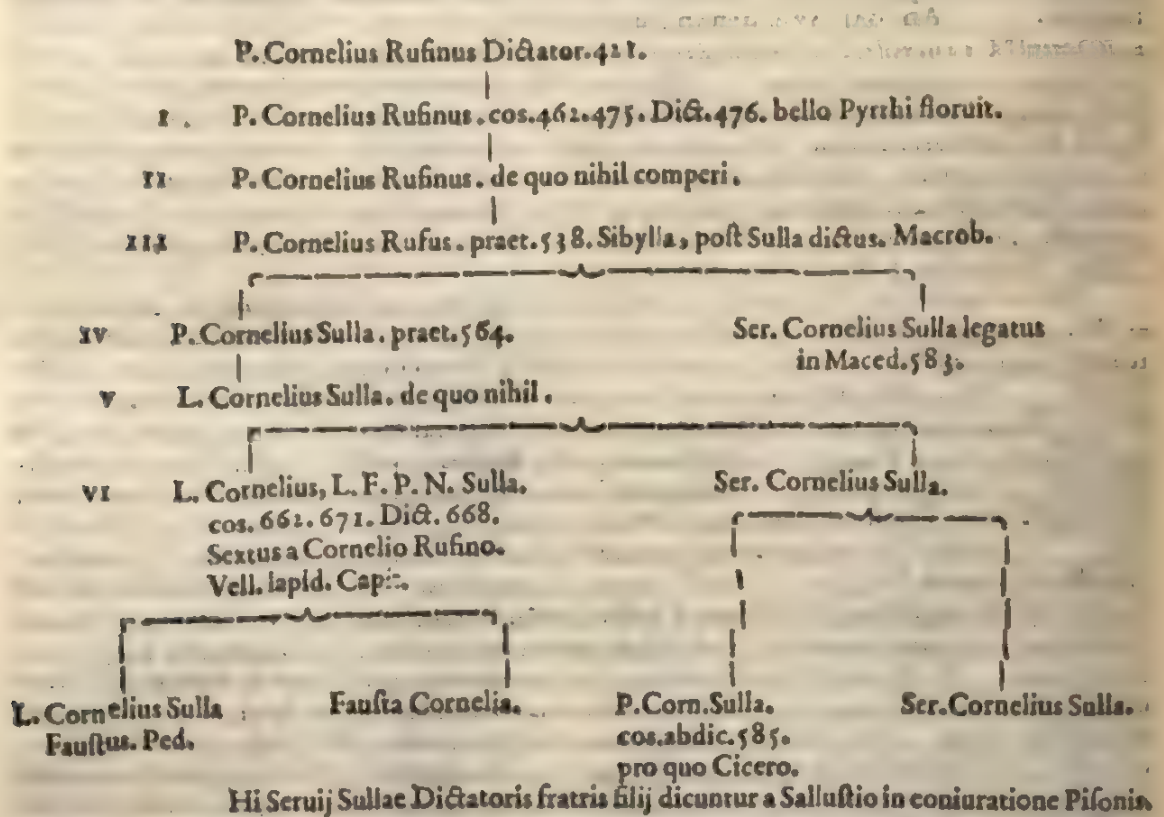 P. Cornelius Rufinus Dictator. 421.
I. P. Cornelius Rufinus. cos. 462. 475. Dict. 476. bello Pyrrhi floruit.
II P. Cornelius Rufinus. de quo nihil comperi.
III P. Cornelius Rufus. praet. 538. Sibylla, poſt Sulla dictus. Macrob.
IV P. Cornelius Sulla. praet. 564. Ser. Cornelius Sulla legatus
in Maced. 583.
V. L. Cornelius Sulla. de quo nihil.
VI L. Cornelius, L. F. P. N. Sulla. Ser. Cornelius Sulla.
cos. 662. 671. Dict. 668.
Sextus a Cornelio Rufino.
Vell. lapid. Capit.
L. Cornelius Sulla Fauſta Cornelia. P. Corn. Sulla. Ser. Cornelius Sulla.
Fauſtus. Ped. cos. abdic. 585.
pro quo Cicero.
Hi Seruij Sullae Dictatoris fratris filij dicuntur a Salluſtio in coniuratione Piſonis